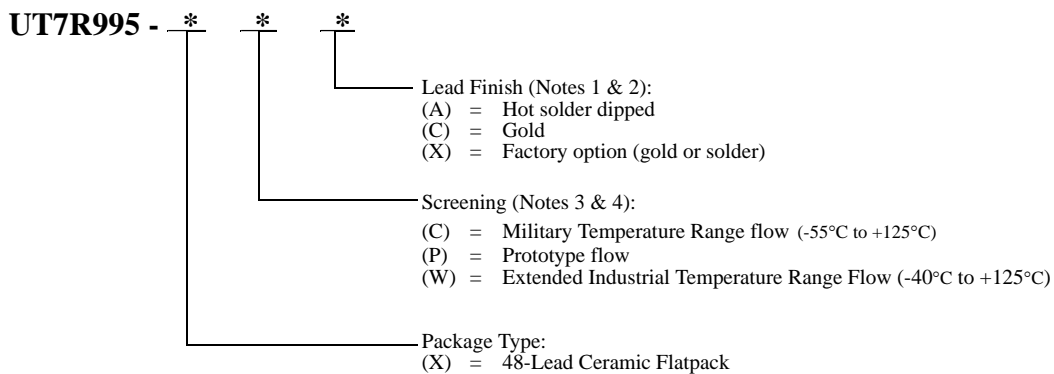 UT7R995 - * * *
Lead Finish (Notes 1 & 2):
(A) = Hot solder dipped
(C) = Gold
(X) = Factory option (gold or solder)
Screening (Notes 3 & 4):
(C) = Military Temperature Range flow (-55°C to +125°C)
(P) = Prototype flow
(W) = Extended Industrial Temperature Range Flow (-40°C to +125°C)
Package Type:
(X) = 48-Lead Ceramic Flatpack